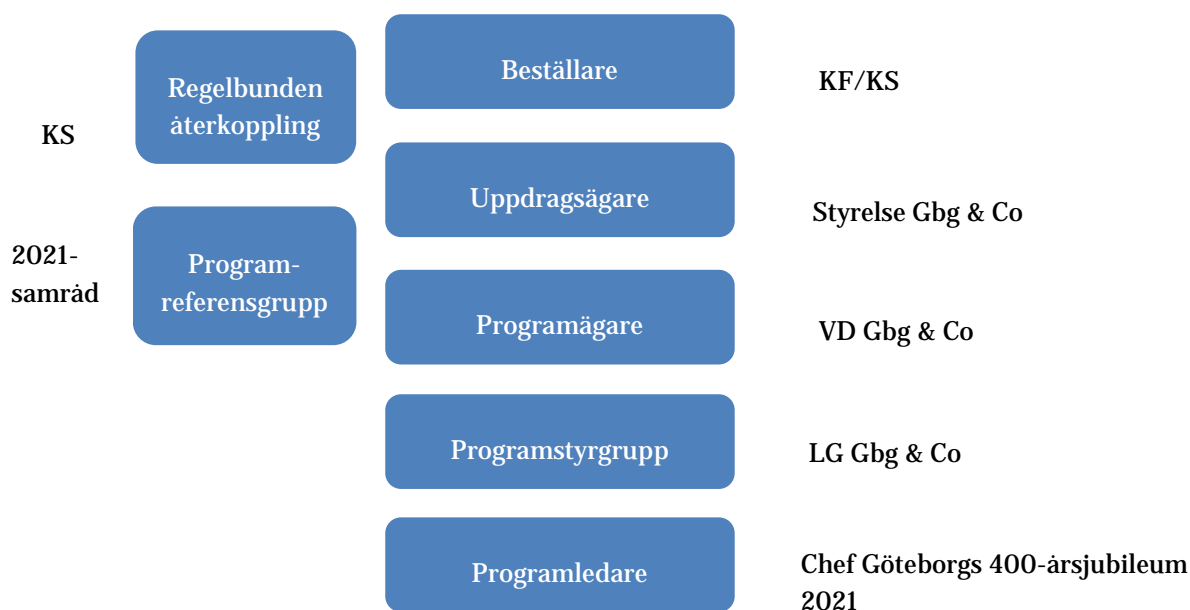 KS
Regelbunden
återkoppling
2021-
samråd
Program-
referensgrupp
Beställare
KF/KS
Uppdragsägare
Styrelse Gbg & Co
Programägare
VD Gbg & Co
Programstyrgrupp
LG Gbg & Co
Programledare
Chef Göteborgs 400-årsjubileum
2021